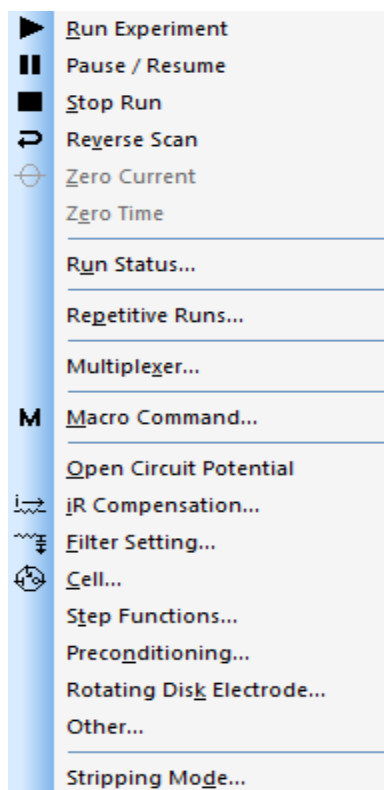 Run Experiment
Pause / Resume
Stop Run
Reverse Scan
Zero Current
Zero Time
Run Status...
Repetitive Runs...
Multiplexer...
M Macro Command...
Open Circuit Potential
iR Compensation...
Filter Setting...
Cell...
Step Functions...
Preconditioning...
Rotating Disk Electrode...
Other...
Stripping Mode...